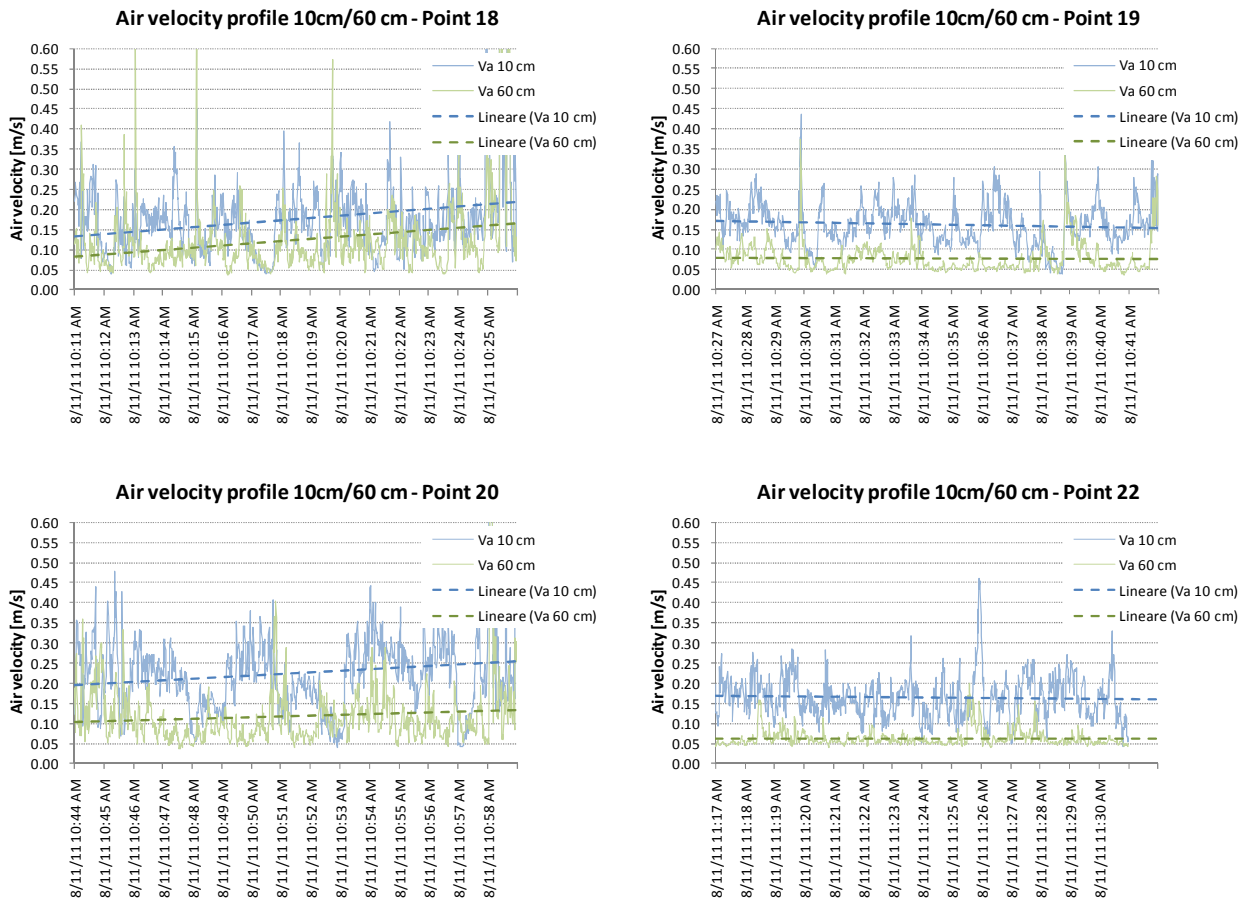 Air velocity profile 10cm/60 cm - Point 18
Air velocity [m/s]
0.60
0.55
0.50
0.45
0.40
0.35
0.30
0.25
0.20
0.15
0.10
0.05
0.00
Va 10 cm
Va 60 cm
Lineare (Va 10 cm)
Lineare (Va 60 cm)
8/11/11 10:11 AM
8/11/11 10:12 AM
8/11/11 10:13 AM
8/11/11 10:14 AM
8/11/11 10:15 AM
8/11/11 10:16 AM
8/11/11 10:17 AM
8/11/11 10:18 AM
8/11/11 10:19 AM
8/11/11 10:20 AM
8/11/11 10:21 AM
8/11/11 10:22 AM
8/11/11 10:23 AM
8/11/11 10:24 AM
8/11/11 10:25 AM
Air velocity profile 10cm/60 cm - Point 19
Air velocity [m/s]
0.60
0.55
0.50
0.45
0.40
0.35
0.30
0.25
0.20
0.15
0.10
0.05
0.00
Va 10 cm
Va 60 cm
Lineare (Va 10 cm)
Lineare (Va 60 cm)
8/11/11 10:27 AM
8/11/11 10:28 AM
8/11/11 10:29 AM
8/11/11 10:30 AM
8/11/11 10:31 AM
8/11/11 10:32 AM
8/11/11 10:33 AM
8/11/11 10:34 AM
8/11/11 10:35 AM
8/11/11 10:36 AM
8/11/11 10:37 AM
8/11/11 10:38 AM
8/11/11 10:39 AM
8/11/11 10:40 AM
8/11/11 10:41 AM
Air velocity profile 10cm/60 cm - Point 20
Air velocity [m/s]
0.60
0.55
0.50
0.45
0.40
0.35
0.30
0.25
0.20
0.15
0.10
0.05
0.00
Va 10 cm
Va 60 cm
Lineare (Va 10 cm)
Lineare (Va 60 cm)
8/11/11 10:44 AM
8/11/11 10:45 AM
8/11/11 10:46 AM
8/11/11 10:47 AM
8/11/11 10:48 AM
8/11/11 10:49 AM
8/11/11 10:50 AM
8/11/11 10:51 AM
8/11/11 10:52 AM
8/11/11 10:53 AM
8/11/11 10:54 AM
8/11/11 10:55 AM
8/11/11 10:56 AM
8/11/11 10:57 AM
8/11/11 10:58 AM
Air velocity profile 10cm/60 cm - Point 22
Air velocity [m/s]
0.60
0.55
0.50
0.45
0.40
0.35
0.30
0.25
0.20
0.15
0.10
0.05
0.00
Va 10 cm
Va 60 cm
Lineare (Va 10 cm)
Lineare (Va 60 cm)
8/11/11 11:17 AM
8/11/11 11:18 AM
8/11/11 11:19 AM
8/11/11 11:20 AM
8/11/11 11:21 AM
8/11/11 11:22 AM
8/11/11 11:23 AM
8/11/11 11:24 AM
8/11/11 11:25 AM
8/11/11 11:26 AM
8/11/11 11:27 AM
8/11/11 11:28 AM
8/11/11 11:29 AM
8/11/11 11:30 AM